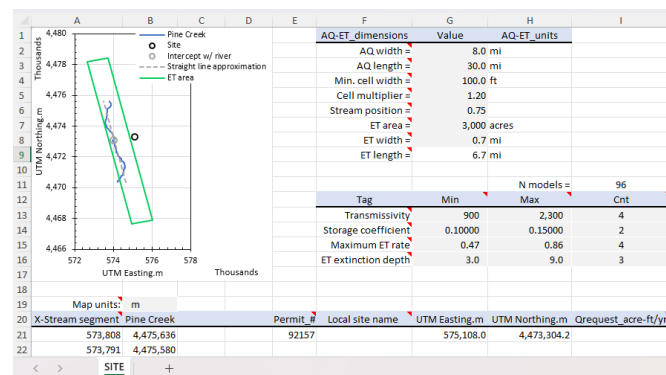 A B C D E F G H I
1 AQ-ET_dimensions Value AQ-ET_units
2 AQ width = 8.0 mi
3 AQ length = 30.0 mi
4 Min. cell width = 100.0 ft
5 Cell multiplier = 1.20
6 Stream position = 0.75
7 ET area = 3,000 acres
8 ET width = 0.7 mi
9 ET length = 6.7 mi
10
11 N models = 96
12 Tag Min Max Cnt
13 Transmissivity 900 2,300 4
14 Storage coefficient 0.10000 0.15000 2
15 Maximum ET rate 0.47 0.86 4
16 ET extinction depth 3.0 9.0 3
17
18
Pine Creek
Site
Intercept w/ river
Straight line approximation
ET area
Thousands
UTM Northing.m
4,480
4,478
4,476
4,474
4,472
4,470
4,468
4,466
572 574 576 578
UTM Easting.m Thousands
19 Map units: m
20 X-Stream segment Pine Creek Permit_# Local site name UTM Easting.m UTM Northing.m Qrequest_acre-ft/yr
21 573,808 4,475,636 92157 575,108.0 4,473,304.2
22 573,791 4,475,580
SITE